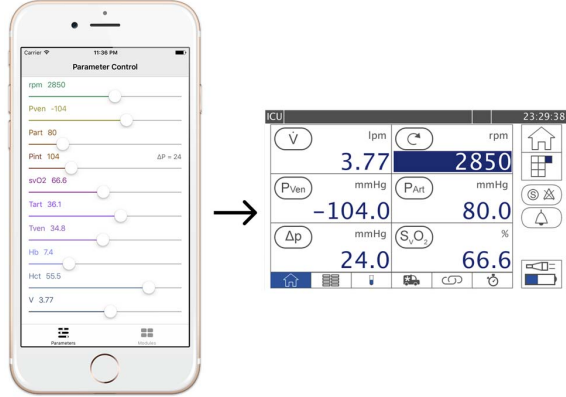 Carrier 11:36 PM
Parameter Control
rpm 2850
Pven -104
Part 80
Pint 104 ΔP = 24
svO2 66.6
Tart 36.1
Tven 34.8
Hb 7.4
Hct 55.5
V 3.77
Parameters Modules
ICU 23:29:38
V̇ lpm rpm
3.77 2850
PVen mmHg PArt mmHg
-104.0 80.0
Δp mmHg SvO2 %
24.0 66.6
S